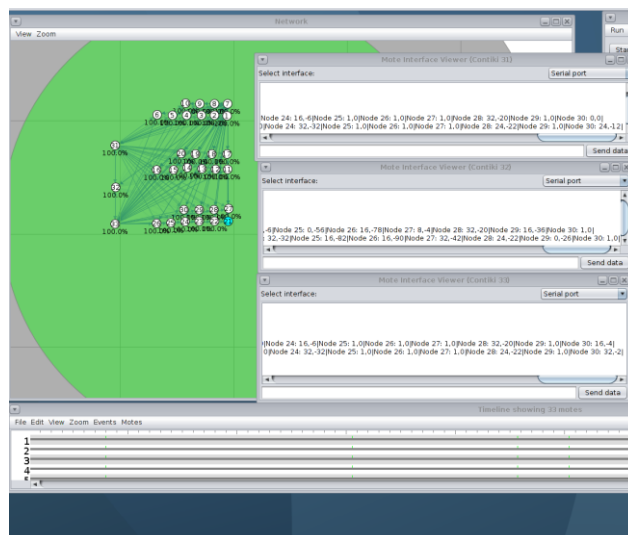 Network
View Zoom
Run
Star
Mote Interface Viewer (Contiki 31)
Select interface:
Serial port
Node 24: 16,-6|Node 25: 1,0|Node 26: 1,0|Node 27: 1,0|Node 28: 32,-20|Node 29: 1,0|Node 30: 0,0|
0|Node 24: 32,-32|Node 25: 1,0|Node 26: 1,0|Node 27: 1,0|Node 28: 24,-22|Node 29: 1,0|Node 30: 24,-12|
Send data
Mote Interface Viewer (Contiki 32)
Select interface:
Serial port
,-6|Node 25: 0,-56|Node 26: 16,-78|Node 27: 8,-4|Node 28: 32,-20|Node 29: 16,-36|Node 30: 1,0|
: 32,-32|Node 25: 16,-82|Node 26: 16,-90|Node 27: 32,-42|Node 28: 24,-22|Node 29: 0,-26|Node 30: 1,0|
Send data
Mote Interface Viewer (Contiki 33)
Select interface:
Serial port
|Node 24: 16,-6|Node 25: 1,0|Node 26: 1,0|Node 27: 1,0|Node 28: 32,-20|Node 29: 1,0|Node 30: 16,-4|
0|Node 24: 32,-32|Node 25: 1,0|Node 26: 1,0|Node 27: 1,0|Node 28: 24,-22|Node 29: 1,0|Node 30: 32,-2|
Send data
9 8 7
6 5 4 3 2 1
100.0%
32
100.0%
100.0%
Timeline showing 33 motes
File Edit View Zoom Events Motes
1
2
3
4